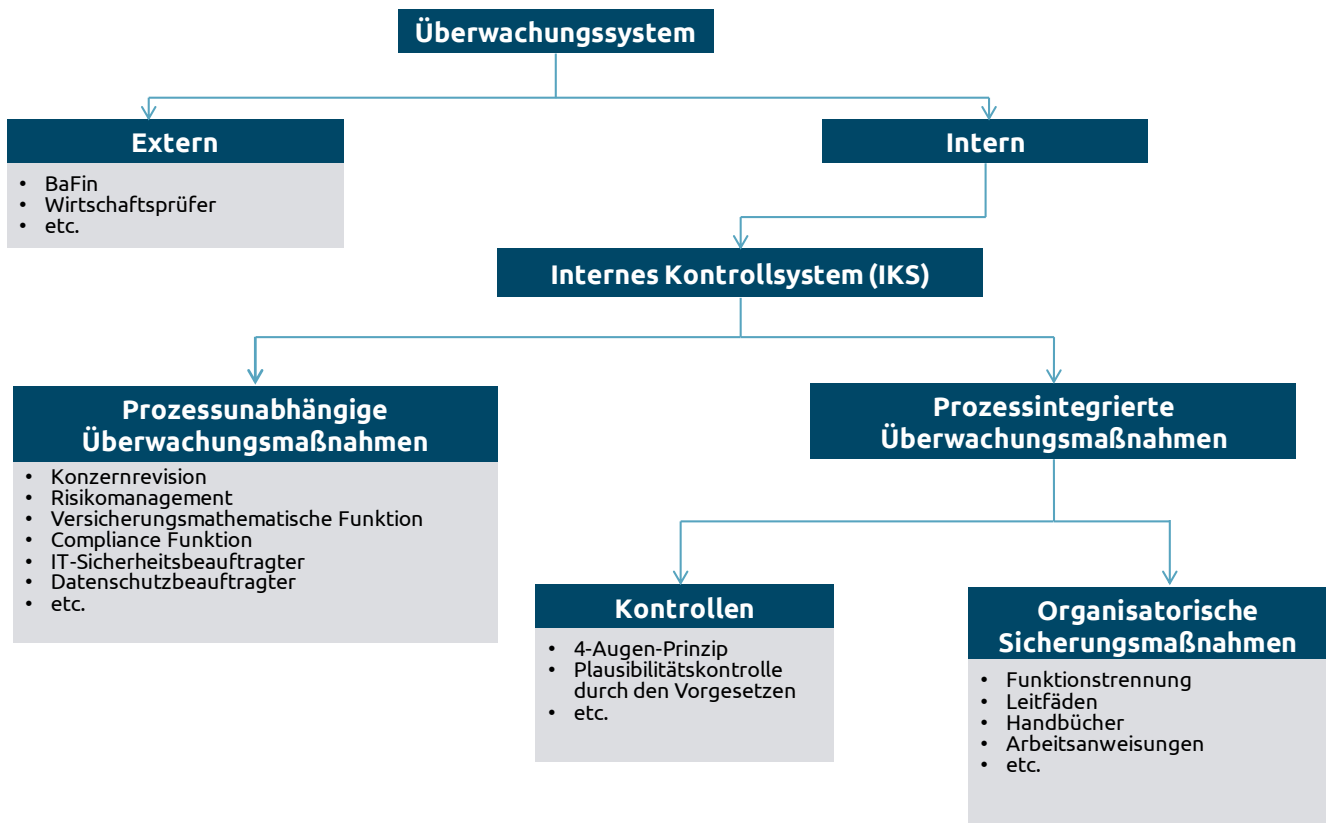 Überwachungssystem
Extern
• BaFin
• Wirtschaftsprüfer
• etc.
Intern
Internes Kontrollsystem (IKS)
Prozessunabhängige
Überwachungsmaßnahmen
• Konzernrevision
• Risikomanagement
• Versicherungsmathematische Funktion
• Compliance Funktion
• IT-Sicherheitsbeauftragter
• Datenschutzbeauftragter
• etc.
Prozessintegrierte
Überwachungsmaßnahmen
Kontrollen
• 4-Augen-Prinzip
• Plausibilitätskontrolle
durch den Vorgesetzen
• etc.
Organisatorische
Sicherungsmaßnahmen
• Funktionstrennung
• Leitfäden
• Handbücher
• Arbeitsanweisungen
• etc.